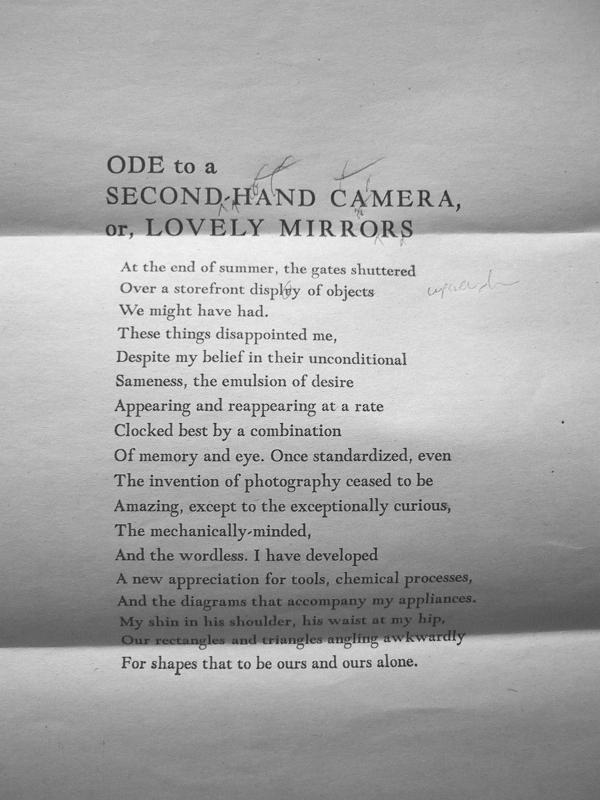 ODE to a
SECOND-HAND CAMERA,
or, LOVELY MIRRORS
At the end of summer, the gates shuttered
Over a storefront display of objects
We might have had.
These things disappointed me,
Despite my belief in their unconditional
Sameness, the emulsion of desire
Appearing and reappearing at a rate
Clocked best by a combination
Of memory and eye. Once standardized, even
The invention of photography ceased to be
Amazing, except to the exceptionally curious,
The mechanically-minded,
And the wordless. I have developed
A new appreciation for tools, chemical processes,
And the diagrams that accompany my appliances.
My shin in his shoulder, his waist at my hip,
Our rectangles and triangles angling awkwardly
For shapes that to be ours and ours alone.